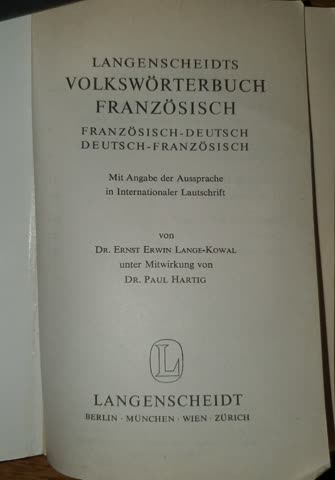 LANGENSCHEIDTS
VOLKSWÖRTERBUCH
FRANZÖSISCH
FRANZÖSISCH-DEUTSCH
DEUTSCH-FRANZÖSISCH
Mit Angabe der Aussprache
in Internationaler Lautschrift
von
DR. ERNST ERWIN LANGE-KOWAL
unter Mitwirkung von
DR. PAUL HARTIG
L
LANGENSCHEIDT
BERLIN · MÜNCHEN · WIEN · ZÜRICH